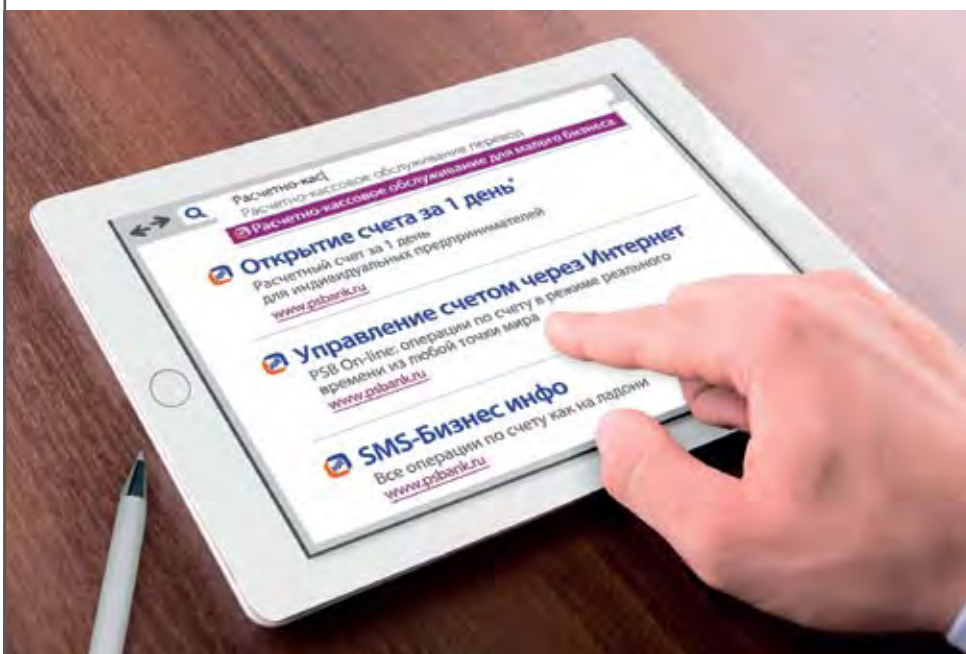 Расчетно-кас
Расчетно-кассовое обслуживание перевод
Расчетно-кассовое обслуживание для малого бизнеса
Открытие счета за 1 день*
Расчетный счет за 1 день
для индивидуальных предпринимателей
www.psbank.ru
Управление счетом через Интернет
PSB On-line: операции по счету в режиме реального
времени из любой точки мира
www.psbank.ru
SMS-Бизнес инфо
Все операции по счету как на ладони
www.psbank.ru